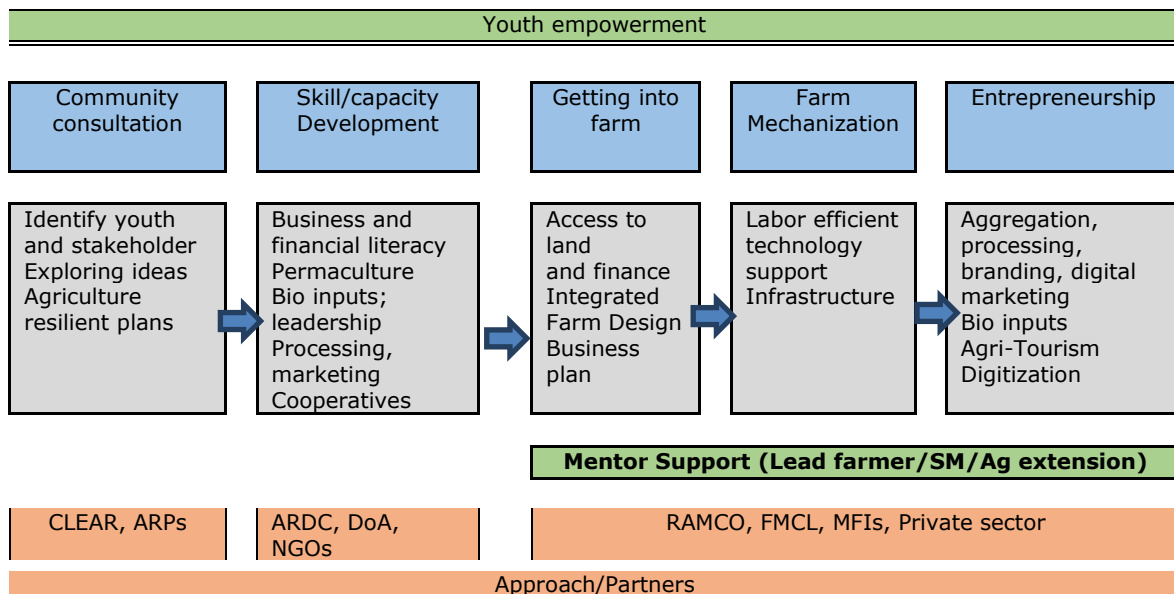 Youth empowerment
Community
consultation
Skill/capacity
Development
Getting into
farm
Farm
Mechanization
Entrepreneurship
Identify youth
and stakeholder
Exploring ideas
Agriculture
resilient plans
Business and
financial literacy
Permaculture
Bio inputs;
leadership
Processing,
marketing
Cooperatives
Access to
land
and finance
Integrated
Farm Design
Business
plan
Labor efficient
technology
support
Infrastructure
Aggregation,
processing,
branding, digital
marketing
Bio inputs
Agri-Tourism
Digitization
Mentor Support (Lead farmer/SM/Ag extension)
CLEAR, ARPs
ARDC, DoA,
NGOs
RAMCO, FMCL, MFIs, Private sector
Approach/Partners